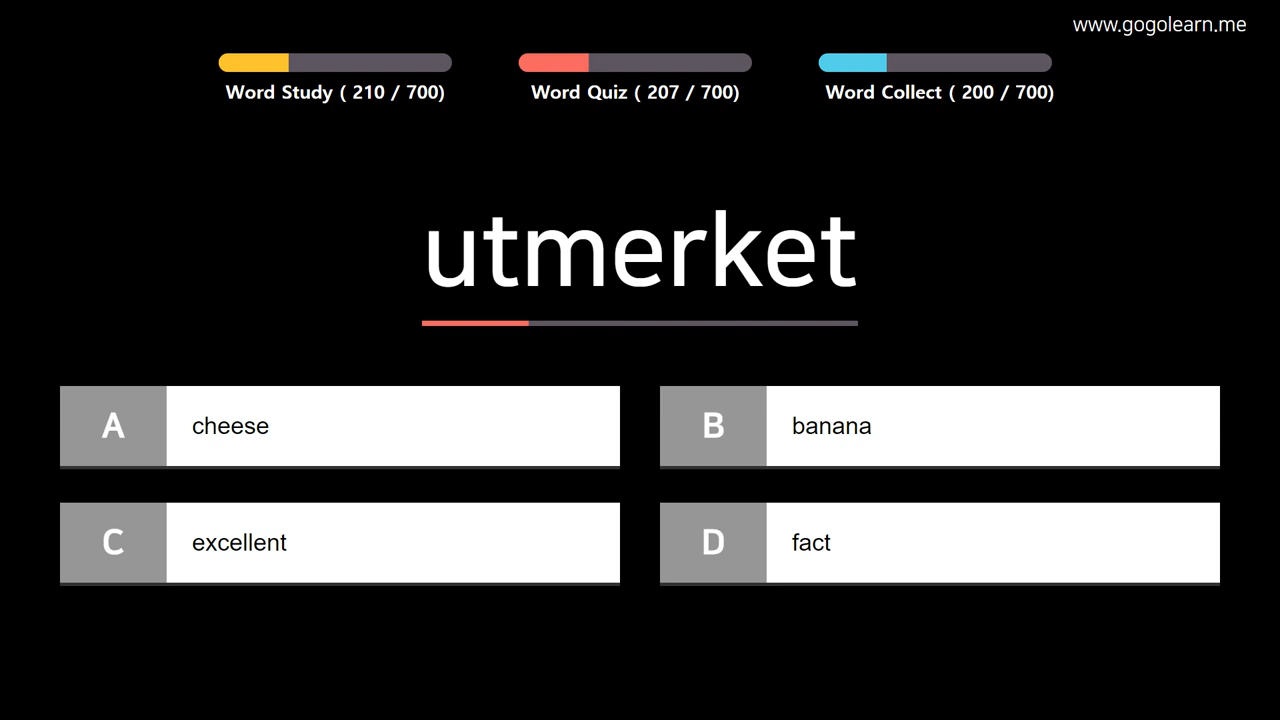 www.gogolearn.me
Word Study ( 210 / 700)
Word Quiz ( 207 / 700)
Word Collect ( 200 / 700)
utmerket
A cheese
B banana
C excellent
D fact